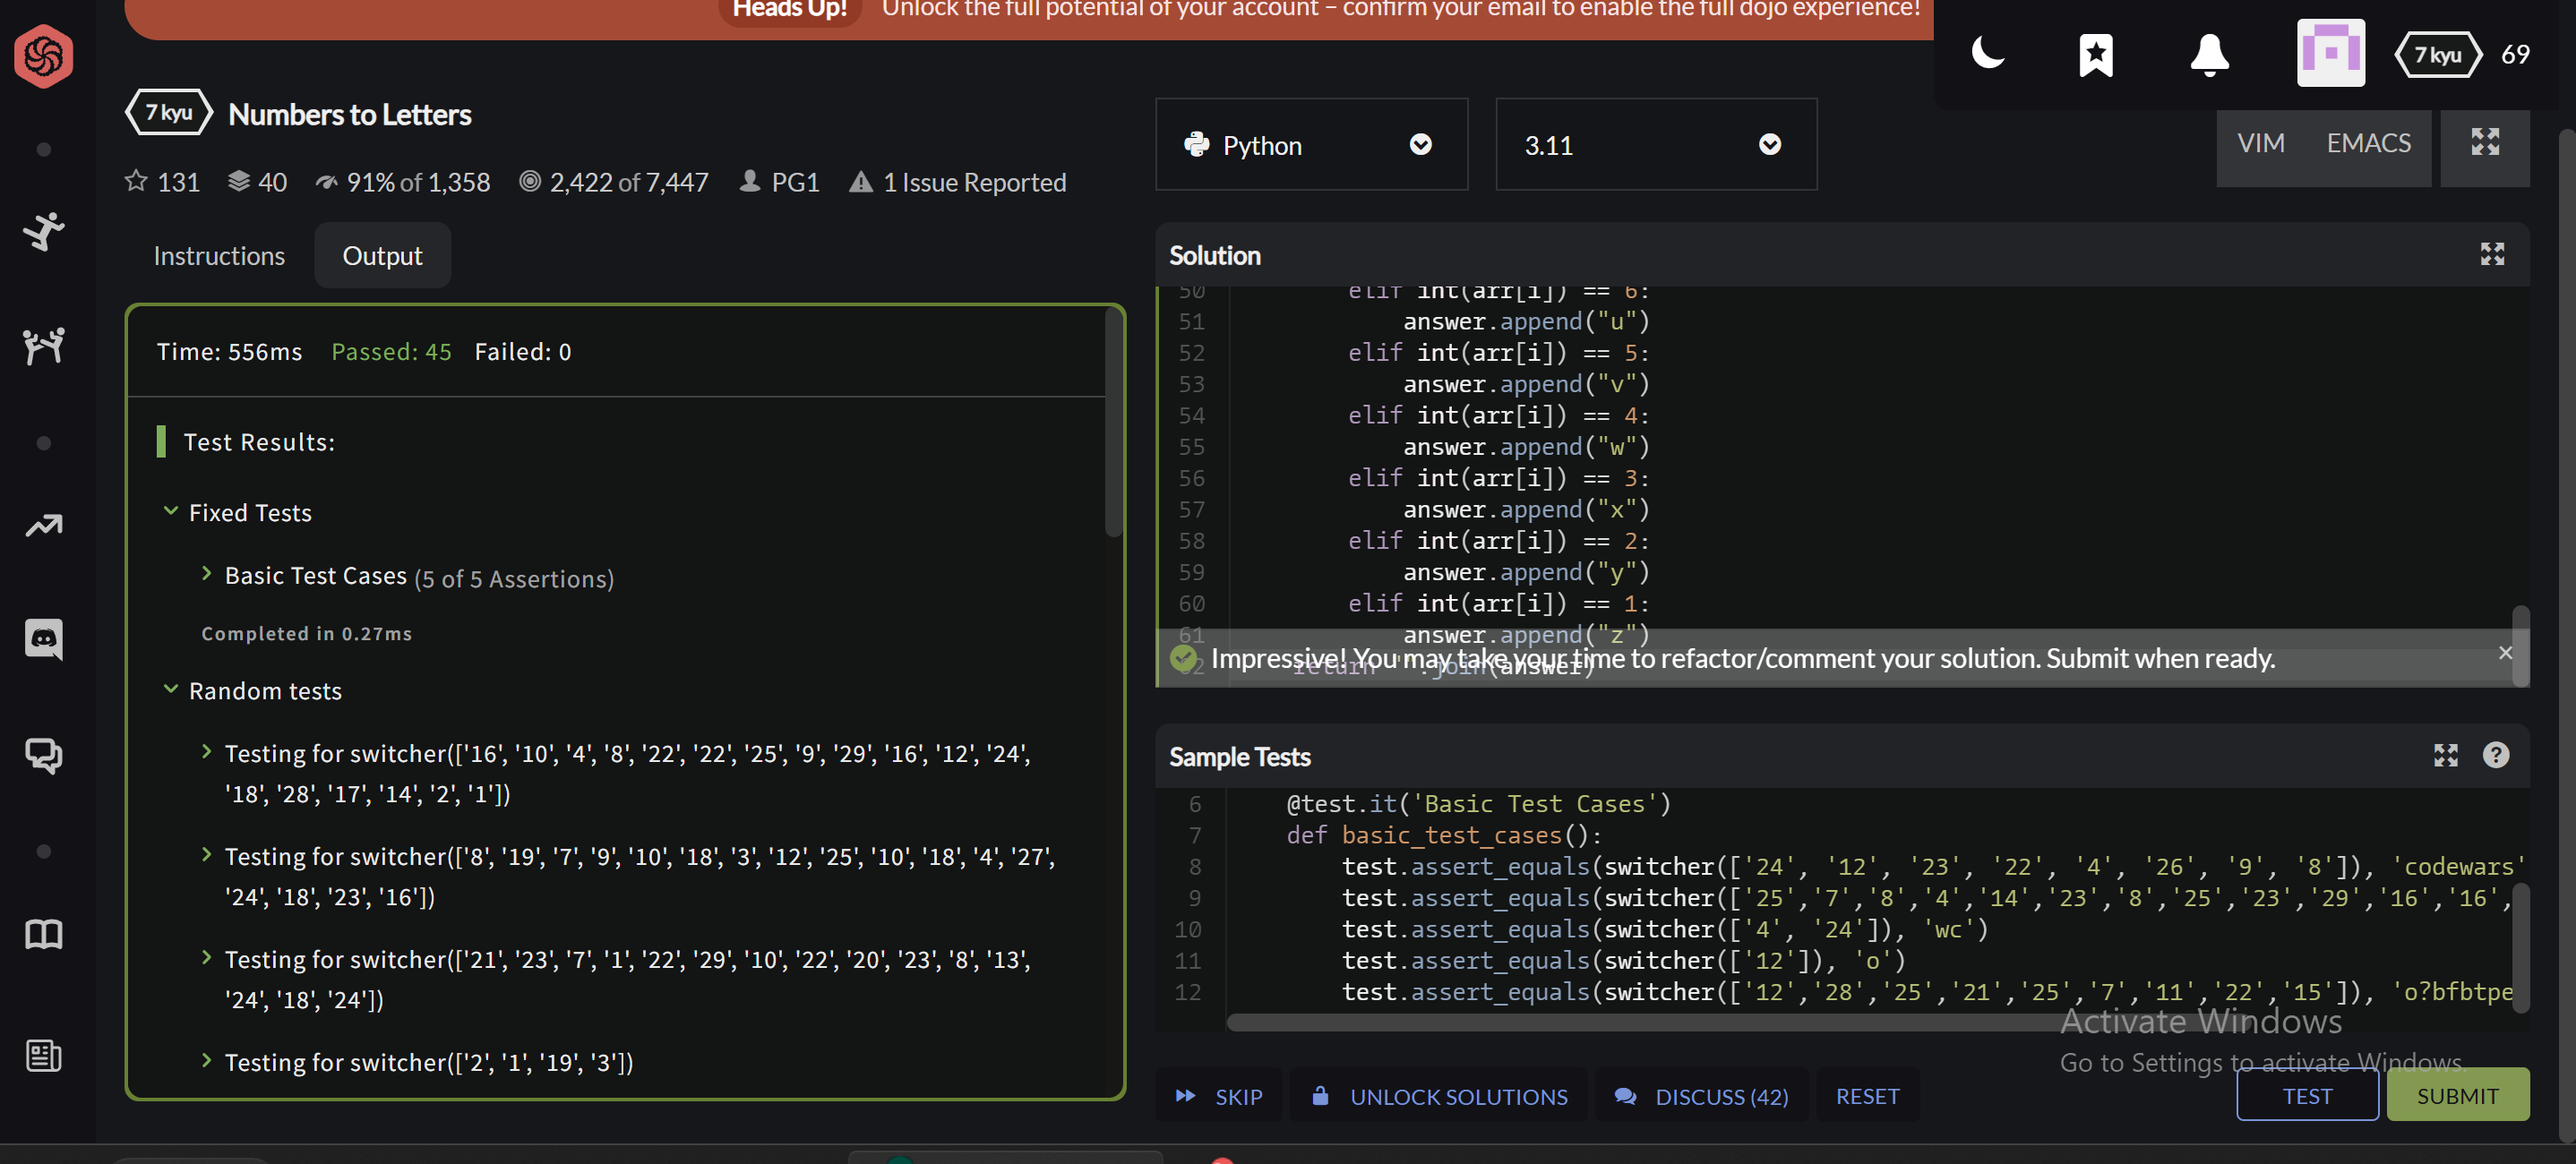 Heads Up! Unlock the full potential of your account – confirm your email to enable the full dojo experience!
7 kyu 69
7 kyu Numbers to Letters
131 40 91% of 1,358 2,422 of 7,447 PG1 1 Issue Reported
Python 3.11 VIM EMACS
Instructions Output
Time: 556ms Passed: 45 Failed: 0
Test Results:
Fixed Tests
Basic Test Cases (5 of 5 Assertions)
Completed in 0.27ms
Random tests
Testing for switcher(['16', '10', '4', '8', '22', '22', '25', '9', '29', '16', '12', '24',
'18', '28', '17', '14', '2', '1'])
Testing for switcher(['8', '19', '7', '9', '10', '18', '3', '12', '25', '10', '18', '4', '27',
'24', '18', '23', '16'])
Testing for switcher(['21', '23', '7', '1', '22', '29', '10', '22', '20', '23', '8', '13',
'24', '18', '24'])
Testing for switcher(['2', '1', '19', '3'])
Solution
50 elif int(arr[i]) == 6:
51 answer.append("u")
52 elif int(arr[i]) == 5:
53 answer.append("v")
54 elif int(arr[i]) == 4:
55 answer.append("w")
56 elif int(arr[i]) == 3:
57 answer.append("x")
58 elif int(arr[i]) == 2:
59 answer.append("y")
60 elif int(arr[i]) == 1:
61 answer.append("z")
62 return "".join(answer)
Impressive! You may take your time to refactor/comment your solution. Submit when ready.
Sample Tests
6 @test.it('Basic Test Cases')
7 def basic_test_cases():
8 test.assert_equals(switcher(['24', '12', '23', '22', '4', '26', '9', '8']), 'codewars'
9 test.assert_equals(switcher(['25','7','8','4','14','23','8','25','23','29','16','16',
10 test.assert_equals(switcher(['4', '24']), 'wc')
11 test.assert_equals(switcher(['12']), 'o')
12 test.assert_equals(switcher(['12','28','25','21','25','7','11','22','15']), 'o?bfbtpe
Activate Windows
Go to Settings to activate Windows.
SKIP UNLOCK SOLUTIONS DISCUSS (42) RESET TEST SUBMIT